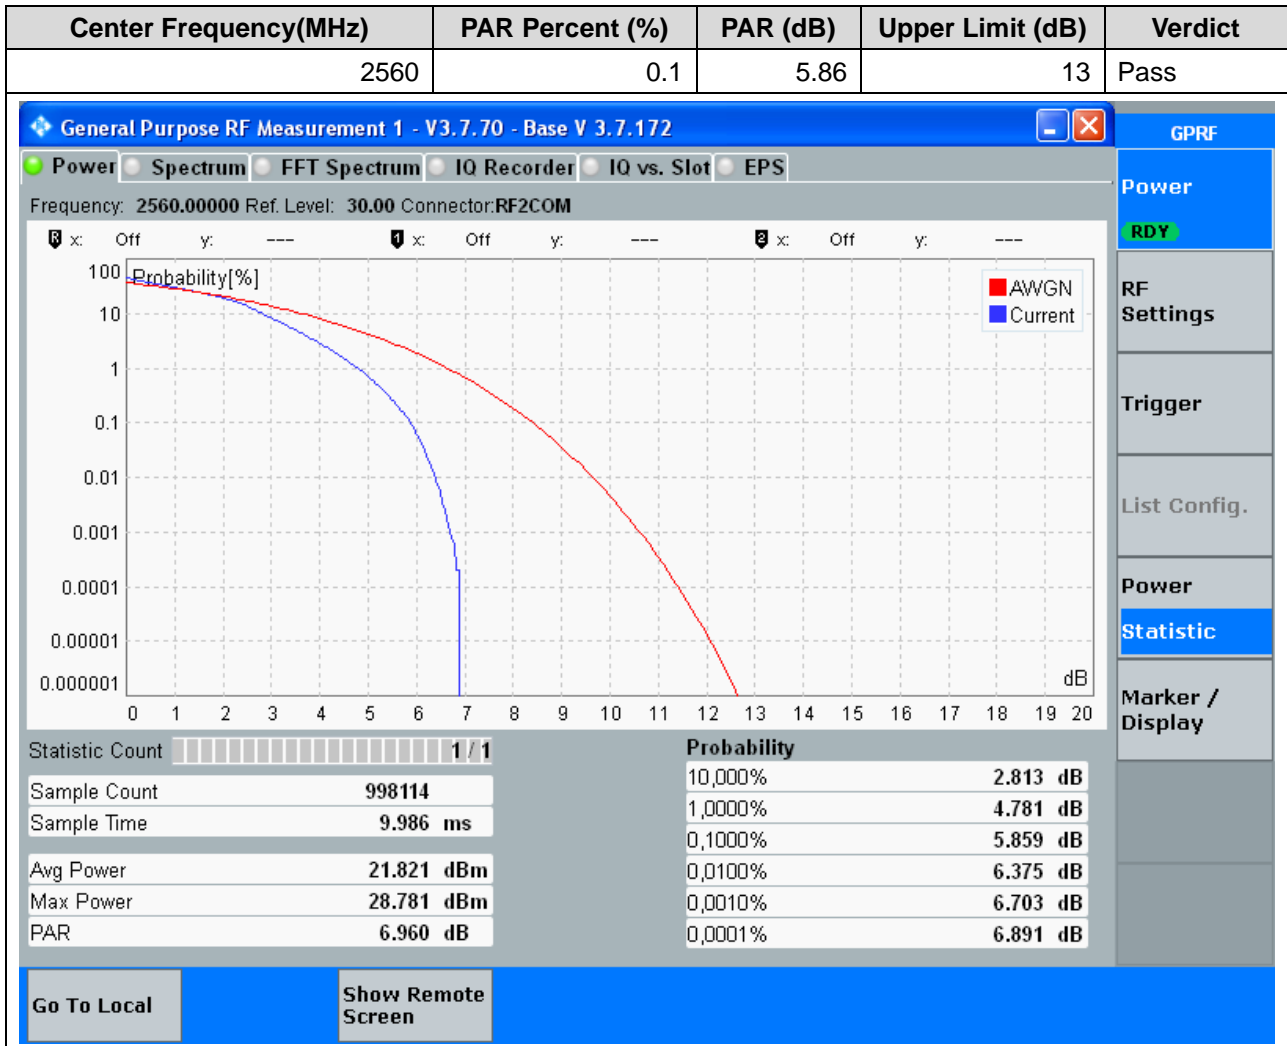 Center Frequency(MHz) PAR Percent (%) PAR (dB) Upper Limit (dB) Verdict
2560 0.1 5.86 13 Pass
General Purpose RF Measurement 1 - V3.7.70 - Base V 3.7.172
GPRF
Power Spectrum FFT Spectrum IQ Recorder IQ vs. Slot EPS
Power
RDY
Frequency: 2560.00000 Ref. Level: 30.00 Connector:RF2COM
R x: Off y: --- 1 x: Off y: --- 2 x: Off y: ---
Probability[%]
AWGN
Current
100
10
1
0.1
0.01
0.001
0.0001
0.00001
0.000001
dB
0 1 2 3 4 5 6 7 8 9 10 11 12 13 14 15 16 17 18 19 20
RF
Settings
Trigger
List Config.
Power
Statistic
Marker /
Display
Statistic Count 1 / 1
Sample Count 998114
Sample Time 9.986 ms
Avg Power 21.821 dBm
Max Power 28.781 dBm
PAR 6.960 dB
Probability
10,000% 2.813 dB
1,0000% 4.781 dB
0,1000% 5.859 dB
0,0100% 6.375 dB
0,0010% 6.703 dB
0,0001% 6.891 dB
Go To Local
Show Remote
Screen